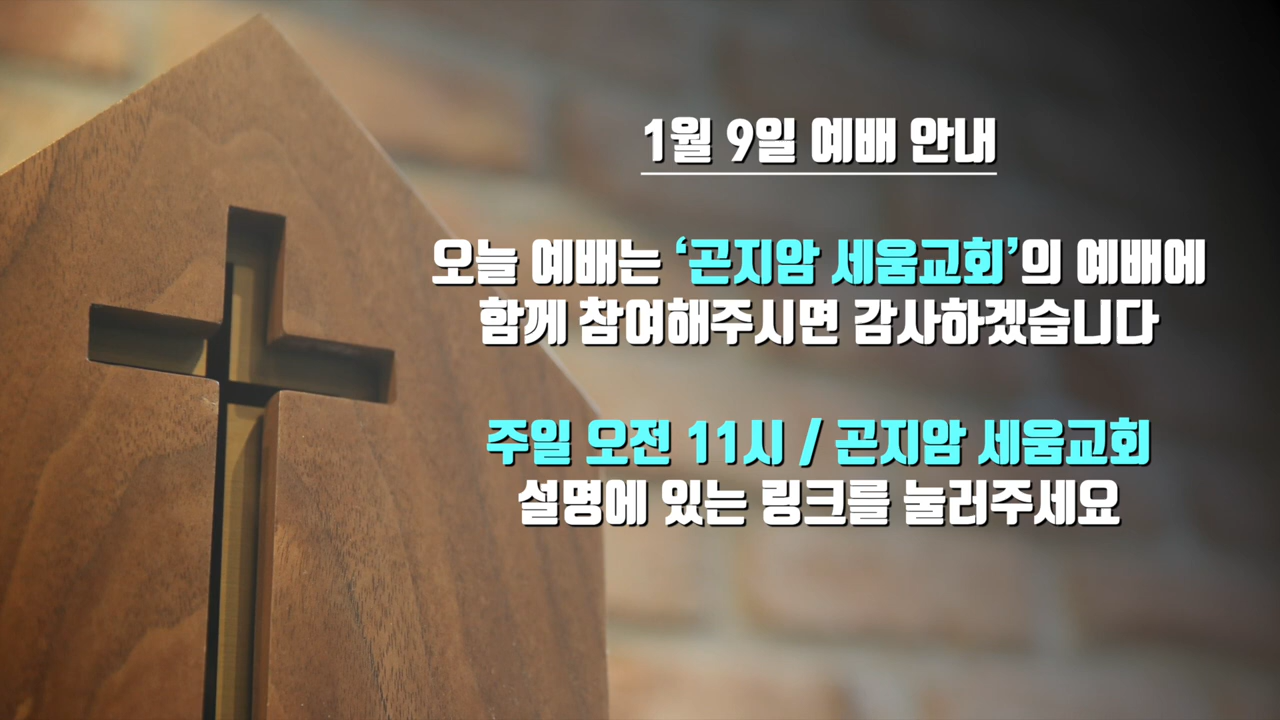 1월 9일 예배 안내
오늘 예배는 ‘곤지암 세움교회’의 예배에
함께 참여해주시면 감사하겠습니다
주일 오전 11시 / 곤지암 세움교회
설명에 있는 링크를 눌러주세요